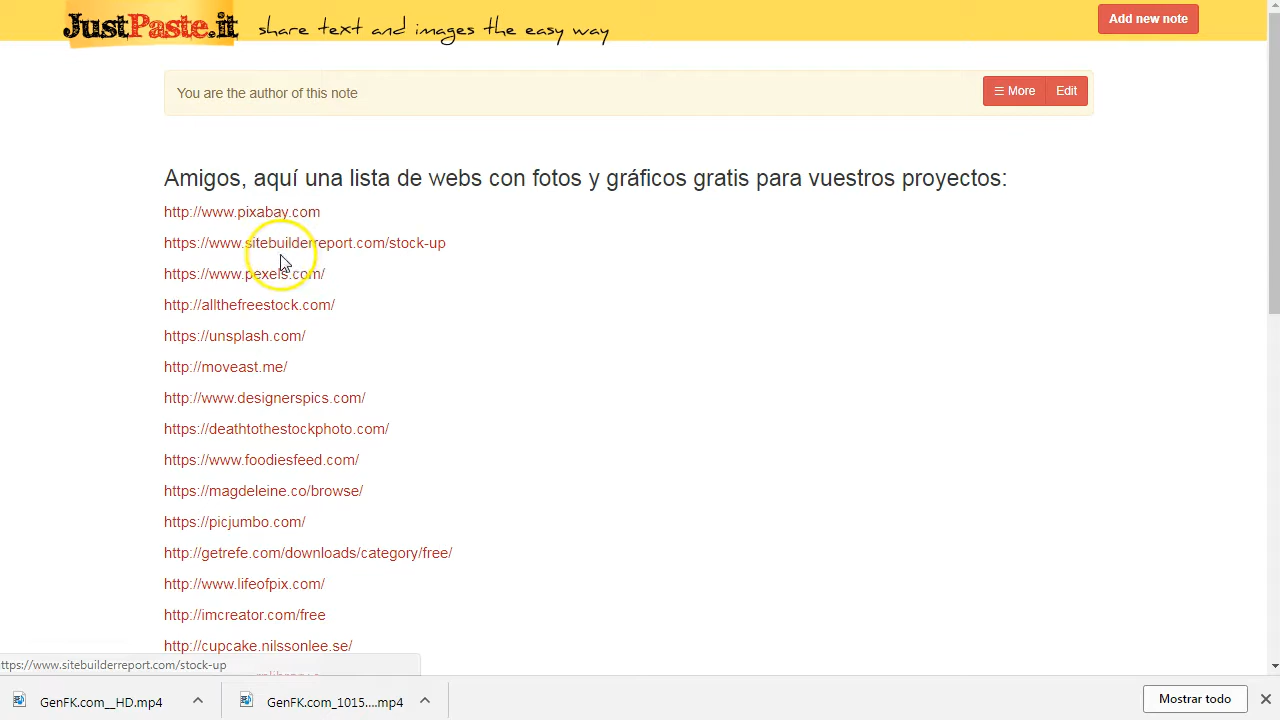 JustPaste.it share text and images the easy way
Add new note
You are the author of this note
☰ More Edit
Amigos, aquí una lista de webs con fotos y gráficos gratis para vuestros proyectos:
http://www.pixabay.com
https://www.sitebuilderreport.com/stock-up
https://www.pexels.com/
http://allthefreestock.com/
https://unsplash.com/
http://moveast.me/
http://www.designerspics.com/
https://deathtothestockphoto.com/
https://www.foodiesfeed.com/
https://magdeleine.co/browse/
https://picjumbo.com/
http://getrefe.com/downloads/category/free/
http://www.lifeofpix.com/
http://imcreator.com/free
http://cupcake.nilssonlee.se/
ttps://www.sitebuilderreport.com/stock-up
GenFK.com__HD.mp4
GenFK.com_1015....mp4
Mostrar todo